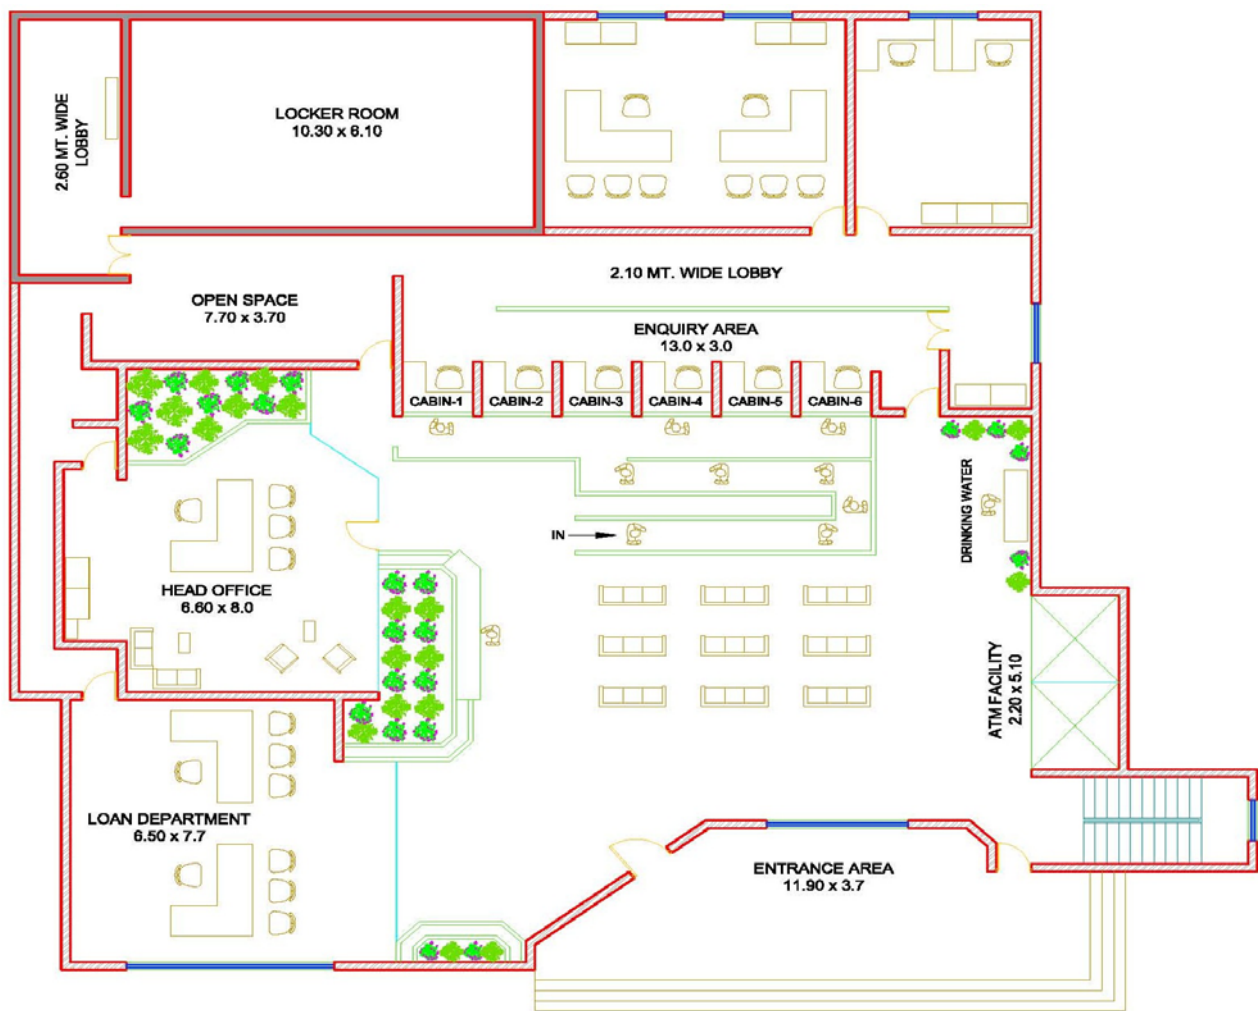 LOCKER ROOM
10.30 x 6.10
2.60 MT. WIDE
LOBBY
2.10 MT. WIDE LOBBY
OPEN SPACE
7.70 x 3.70
ENQUIRY AREA
13.0 x 3.0
CABIN-1
CABIN-2
CABIN-3
CABIN-4
CABIN-5
CABIN-6
DRINKING WATER
IN
HEAD OFFICE
6.60 x 8.0
ATM FACILITY
2.20 x 5.10
LOAN DEPARTMENT
6.50 x 7.7
ENTRANCE AREA
11.90 x 3.7